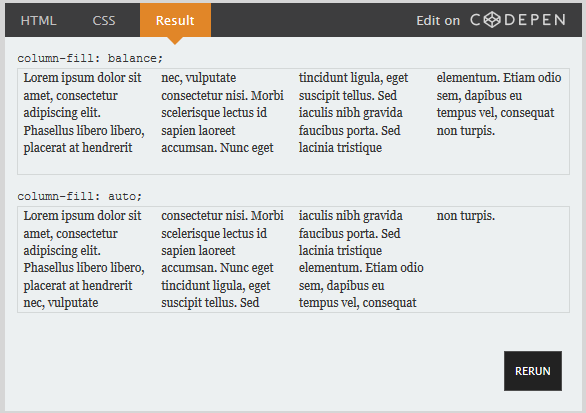 HTML CSS Result Edit on CODEPEN
column-fill: balance;
Lorem ipsum dolor sit
amet, consectetur
adipiscing elit.
Phasellus libero libero,
placerat at hendrerit
nec, vulputate
consectetur nisi. Morbi
scelerisque lectus id
sapien laoreet
accumsan. Nunc eget
tincidunt ligula, eget
suscipit tellus. Sed
iaculis nibh gravida
faucibus porta. Sed
lacinia tristique
elementum. Etiam odio
sem, dapibus eu
tempus vel, consequat
non turpis.
column-fill: auto;
Lorem ipsum dolor sit
amet, consectetur
adipiscing elit.
Phasellus libero libero,
placerat at hendrerit
nec, vulputate
consectetur nisi. Morbi
scelerisque lectus id
sapien laoreet
accumsan. Nunc eget
tincidunt ligula, eget
suscipit tellus. Sed
iaculis nibh gravida
faucibus porta. Sed
lacinia tristique
elementum. Etiam odio
sem, dapibus eu
tempus vel, consequat
non turpis.
RERUN